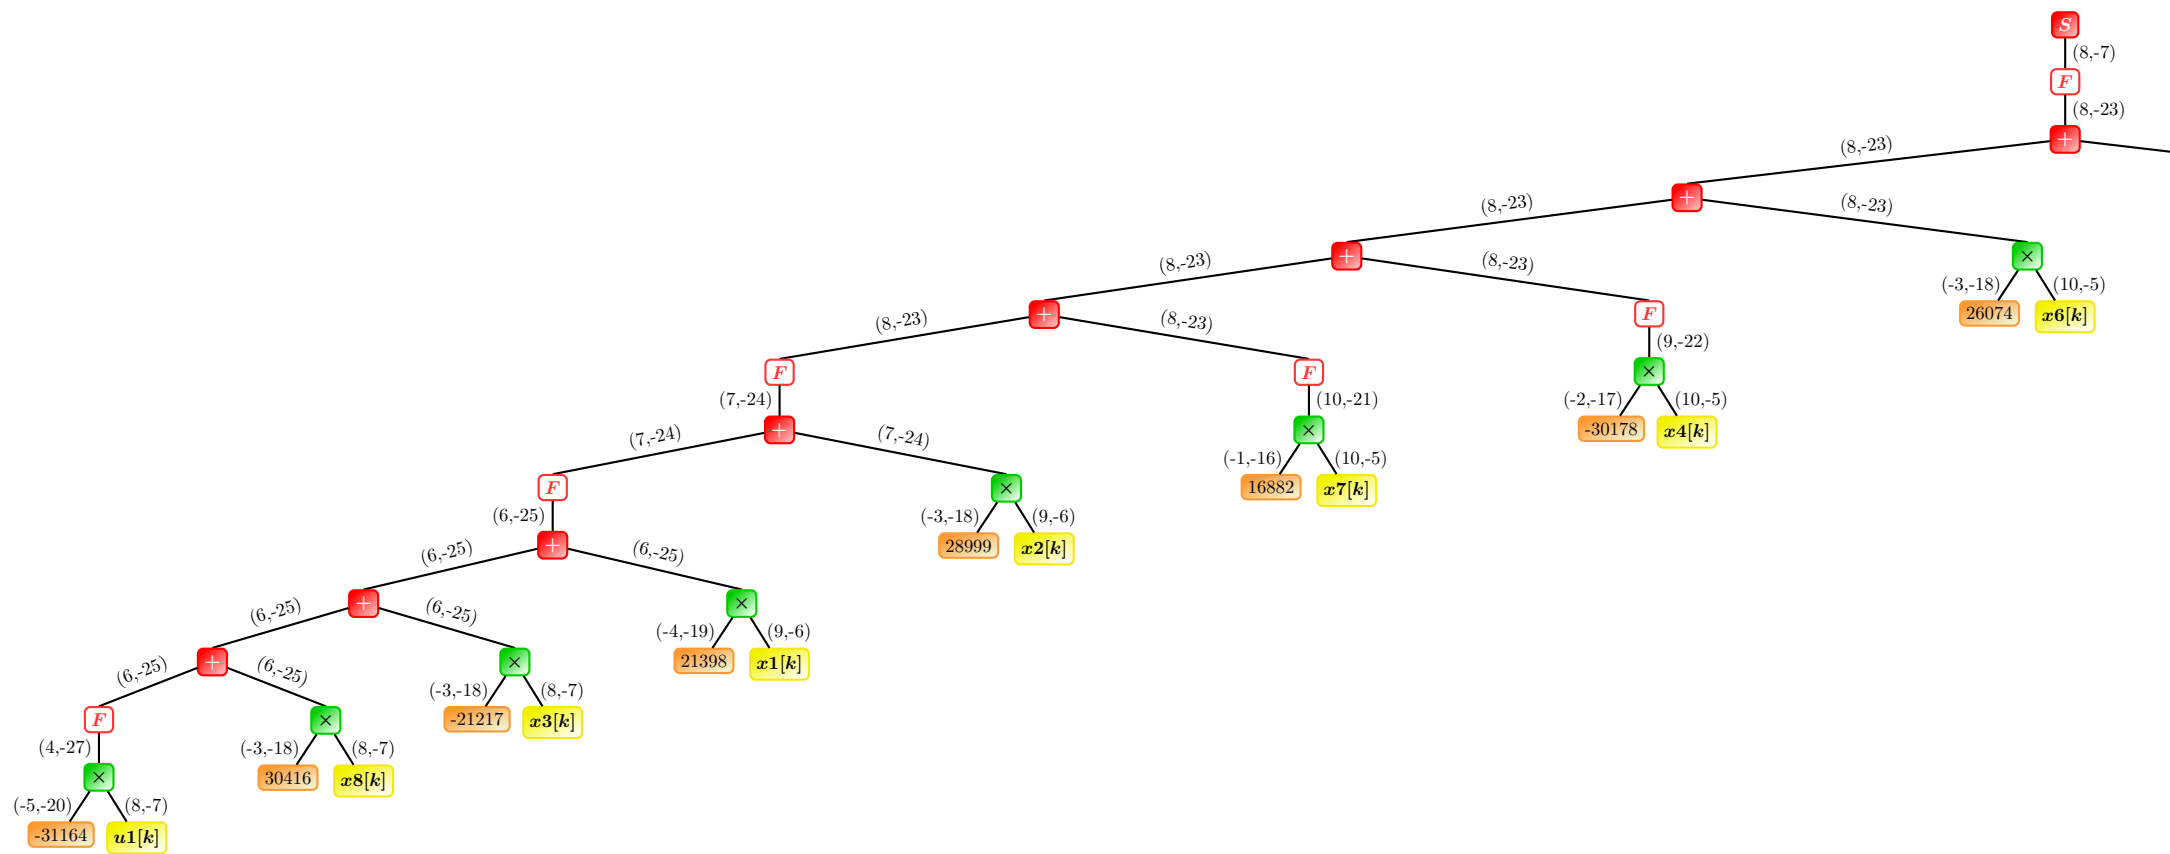 S
(8,-7)
F
(8,-23)
+
(8,-23)
+
(8,-23) (8,-23)
+ ×
(8,-23) (8,-23) (-3,-18) (10,-5)
+ F 26074 x6[k]
(8,-23) (8,-23) (9,-22)
F F ×
(7,-24) (10,-21) (-2,-17) (10,-5)
+ × -30178 x4[k]
(7,-24) (7,-24) (-1,-16) (10,-5)
F × 16882 x7[k]
(6,-25) (-3,-18) (9,-6)
+ 28999 x2[k]
(6,-25) (6,-25)
+ ×
(6,-25) (6,-25) (-4,-19) (9,-6)
+ × 21398 x1[k]
(6,-25) (6,-25) (-3,-18) (8,-7)
F × -21217 x3[k]
(4,-27) (-3,-18) (8,-7)
× 30416 x8[k]
(-5,-20) (8,-7)
-31164 u1[k]